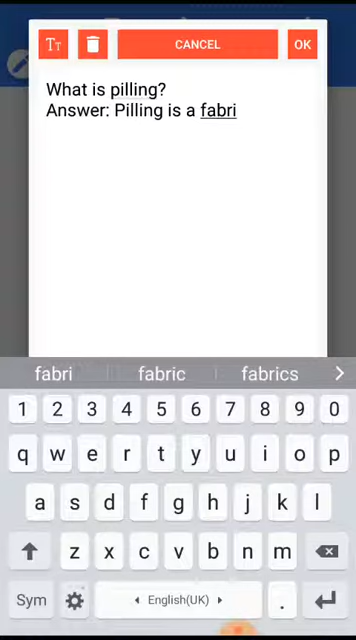 TT
CANCEL
OK
What is pilling?
Answer: Pilling is a fabri
fabri
fabric
fabrics
1 2 3 4 5 6 7 8 9 0
q w e r t y u i o p
a s d f g h j k l
z x c v b n m
Sym
English(UK)
.